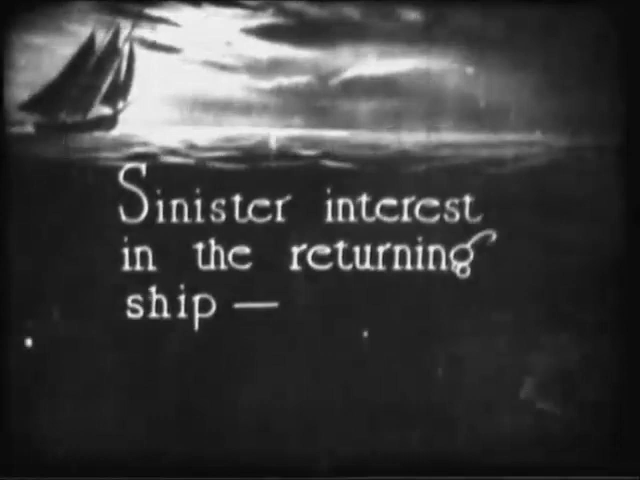 Sinister interest
in the returning
ship —